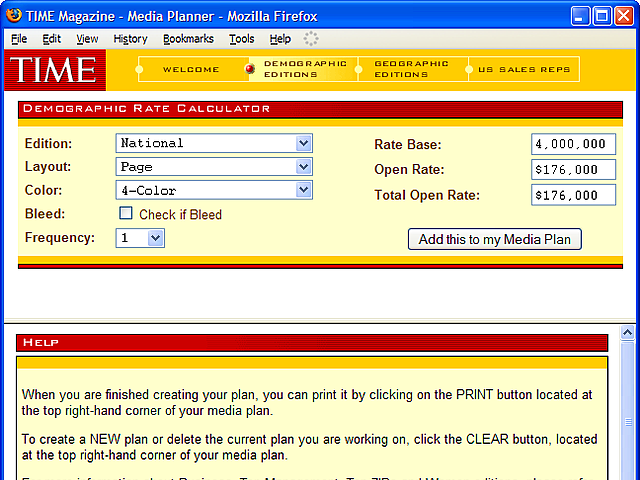 TIME Magazine - Media Planner - Mozilla Firefox
File Edit View History Bookmarks Tools Help
TIME
WELCOME
DEMOGRAPHIC EDITIONS
GEOGRAPHIC EDITIONS
US SALES REPS
DEMOGRAPHIC RATE CALCULATOR
Edition: National
Rate Base: 4,000,000
Layout: Page
Open Rate: $176,000
Color: 4-Color
Total Open Rate: $176,000
Bleed: Check if Bleed
Frequency: 1
Add this to my Media Plan
HELP
When you are finished creating your plan, you can print it by clicking on the PRINT button located at
the top right-hand corner of your media plan.
To create a NEW plan or delete the current plan you are working on, click the CLEAR button, located
at the top right-hand corner of your media plan.